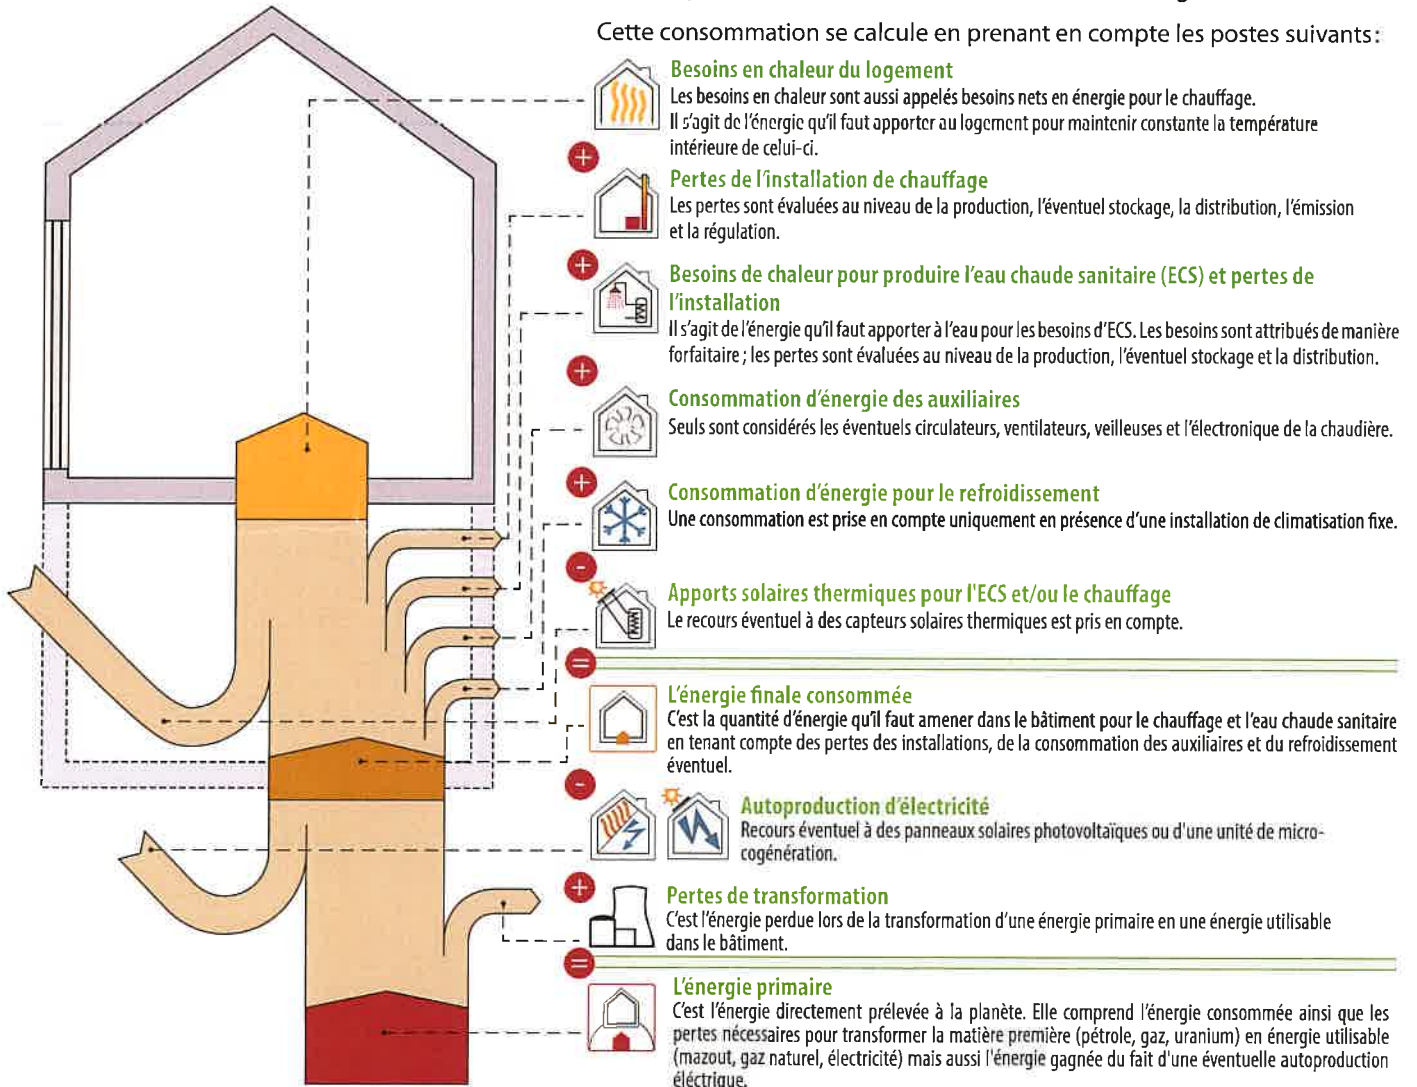 Cette consommation se calcule en prenant en compte les postes suivants:
Besoins en chaleur du logement
Les besoins en chaleur sont aussi appelés besoins nets en énergie pour le chauffage.
Il s'agit de l'énergie qu'il faut apporter au logement pour maintenir constante la température
intérieure de celui-ci.
+
Pertes de l'installation de chauffage
Les pertes sont évaluées au niveau de la production, l'éventuel stockage, la distribution, l'émission
et la régulation.
+
Besoins de chaleur pour produire l'eau chaude sanitaire (ECS) et pertes de
l'installation
Il s'agit de l'énergie qu'il faut apporter à l'eau pour les besoins d'ECS. Les besoins sont attribués de manière
forfaitaire ; les pertes sont évaluées au niveau de la production, l'éventuel stockage et la distribution.
+
Consommation d'énergie des auxiliaires
Seuls sont considérés les éventuels circulateurs, ventilateurs, veilleuses et l'électronique de la chaudière.
+
Consommation d'énergie pour le refroidissement
Une consommation est prise en compte uniquement en présence d'une installation de climatisation fixe.
-
Apports solaires thermiques pour l'ECS et/ou le chauffage
Le recours éventuel à des capteurs solaires thermiques est pris en compte.
=
L'énergie finale consommée
C'est la quantité d'énergie qu'il faut amener dans le bâtiment pour le chauffage et l'eau chaude sanitaire
en tenant compte des pertes des installations, de la consommation des auxiliaires et du refroidissement
éventuel.
-
Autoproduction d'électricité
Recours éventuel à des panneaux solaires photovoltaïques ou d'une unité de micro-
cogénération.
+
Pertes de transformation
C'est l'énergie perdue lors de la transformation d'une énergie primaire en une énergie utilisable
dans le bâtiment.
=
L'énergie primaire
C'est l'énergie directement prélevée à la planète. Elle comprend l'énergie consommée ainsi que les
pertes nécessaires pour transformer la matière première (pétrole, gaz, uranium) en énergie utilisable
(mazout, gaz naturel, électricité) mais aussi l'énergie gagnée du fait d'une éventuelle autoproduction
éléctrique.